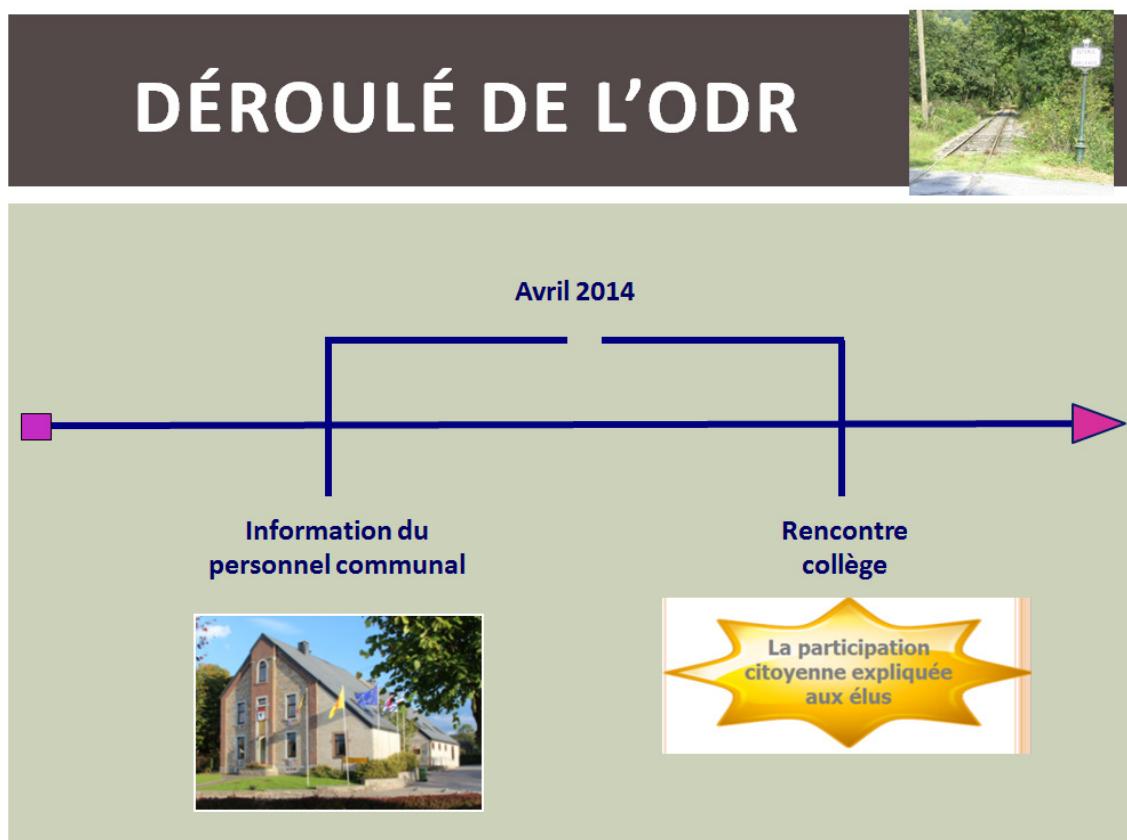 DÉROULÉ DE L'ODR
Avril 2014
Information du
personnel communal
Rencontre
collège
La participation
citoyenne expliquée
aux élus